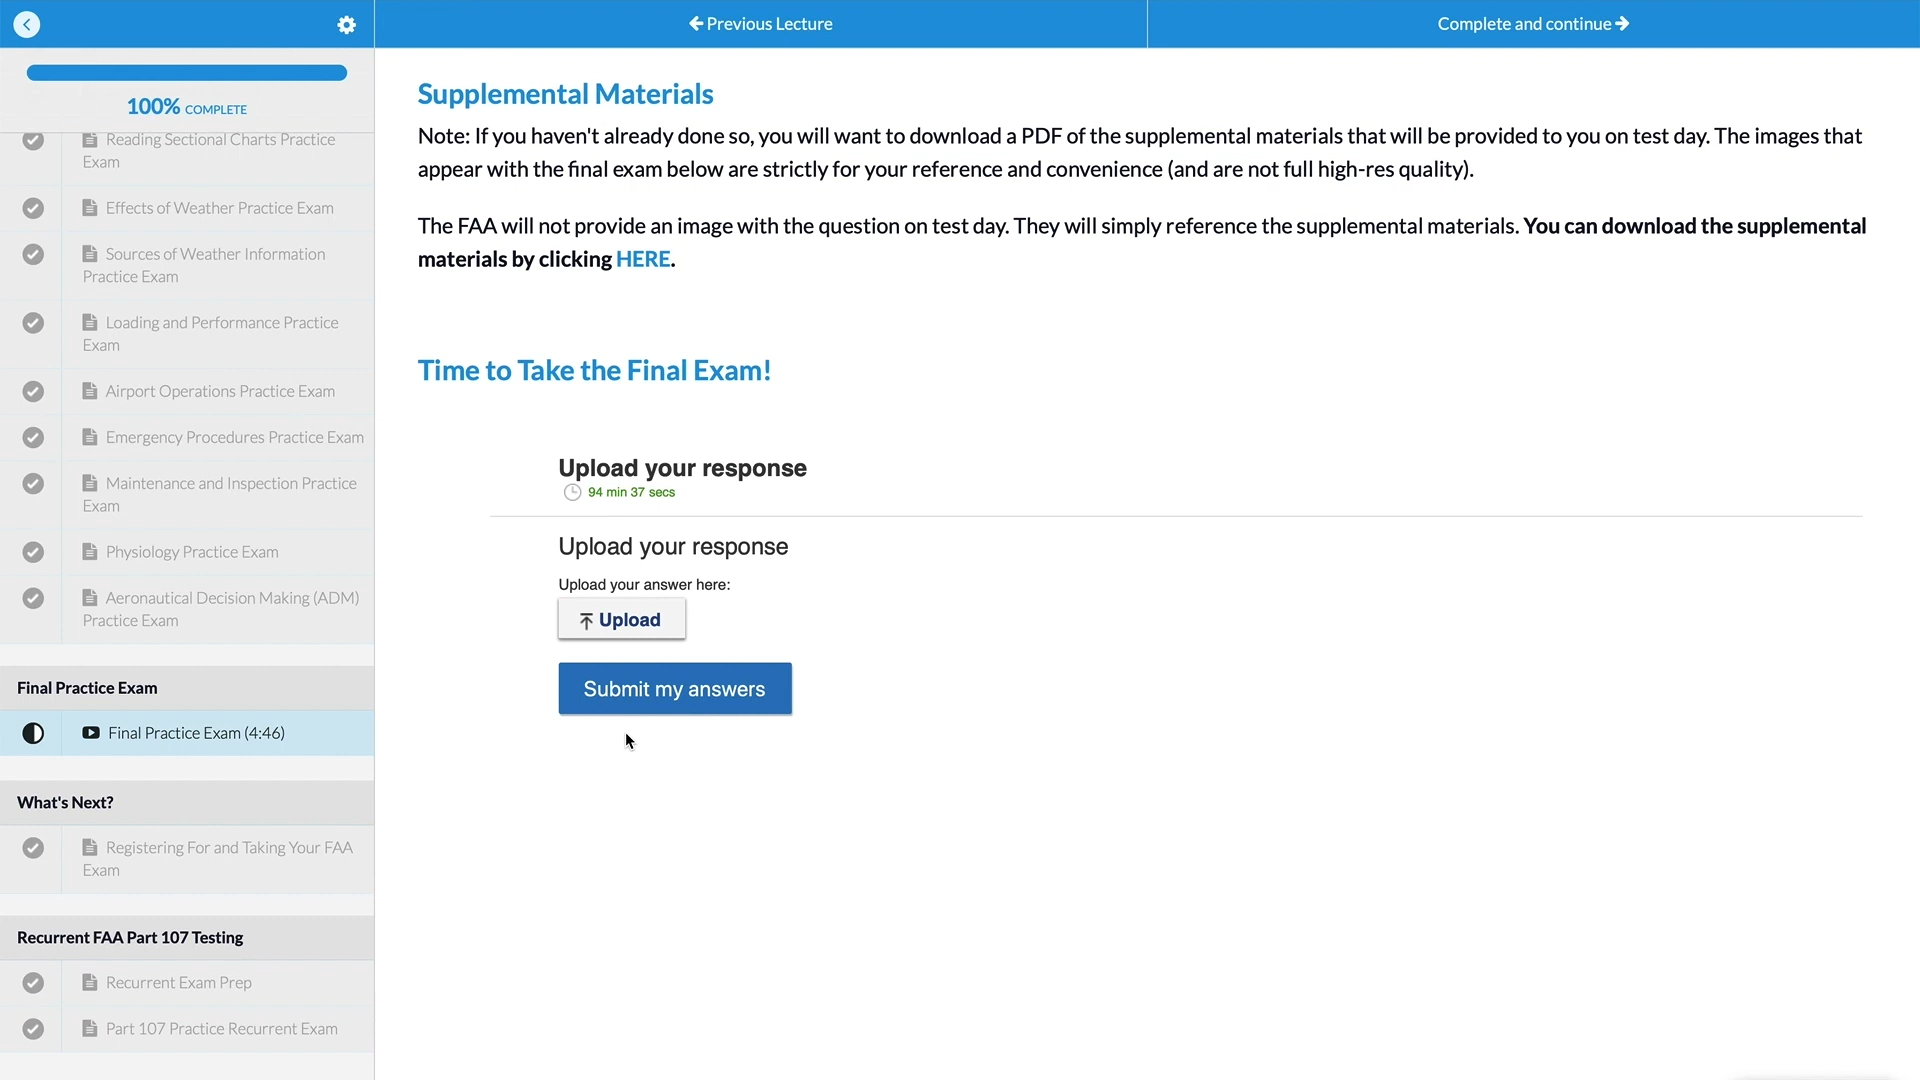 Previous Lecture
Complete and continue
100% COMPLETE
Reading Sectional Charts Practice
Exam
Effects of Weather Practice Exam
Sources of Weather Information
Practice Exam
Loading and Performance Practice
Exam
Airport Operations Practice Exam
Emergency Procedures Practice Exam
Maintenance and Inspection Practice
Exam
Physiology Practice Exam
Aeronautical Decision Making (ADM)
Practice Exam
Final Practice Exam
Final Practice Exam (4:46)
What's Next?
Registering For and Taking Your FAA
Exam
Recurrent FAA Part 107 Testing
Recurrent Exam Prep
Part 107 Practice Recurrent Exam
Supplemental Materials
Note: If you haven't already done so, you will want to download a PDF of the supplemental materials that will be provided to you on test day. The images that
appear with the final exam below are strictly for your reference and convenience (and are not full high-res quality).
The FAA will not provide an image with the question on test day. They will simply reference the supplemental materials. You can download the supplemental
materials by clicking HERE.
Time to Take the Final Exam!
Upload your response
94 min 37 secs
Upload your response
Upload your answer here:
Upload
Submit my answers